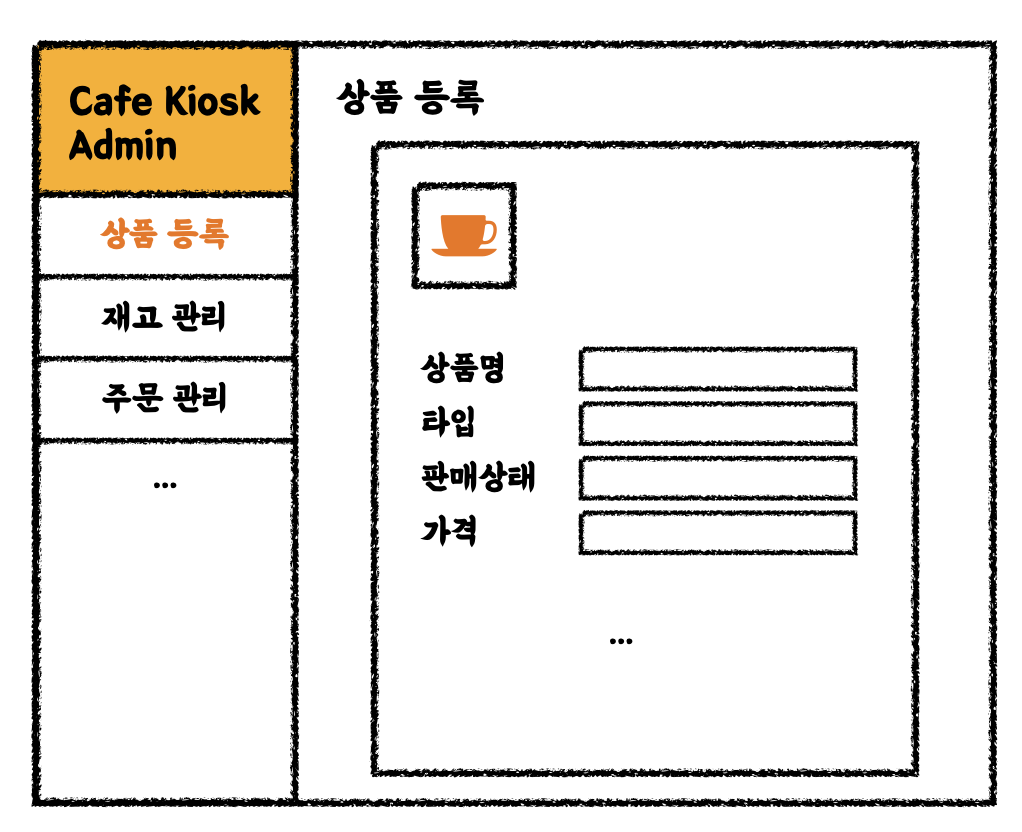 Cafe Kiosk
Admin
상품 등록
재고 관리
주문 관리
...
상품 등록
상품명
타입
판매상태
가격
...